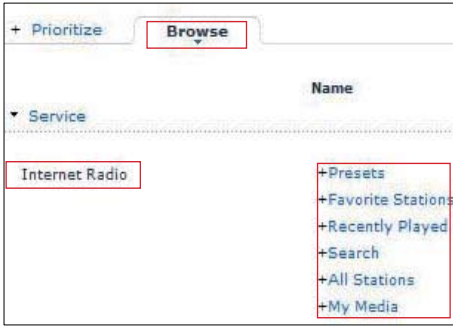 + Prioritize Browse
Name
Service
Internet Radio +Presets
+Favorite Stations
+Recently Played
+Search
+All Stations
+My Media